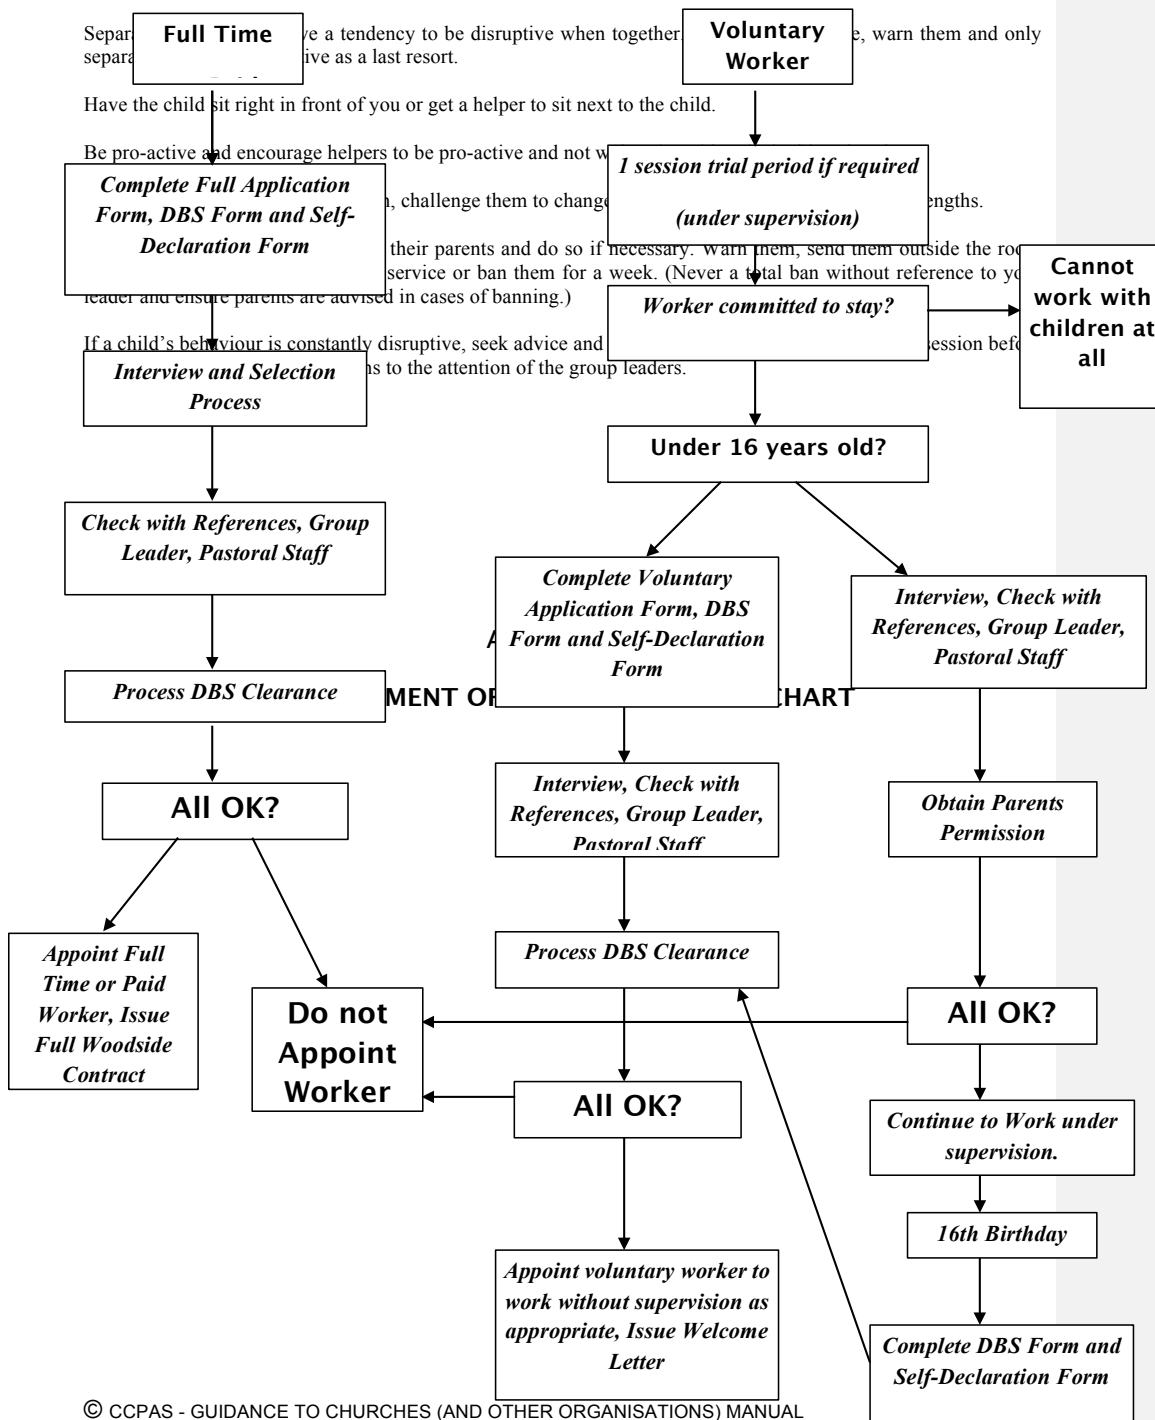 Separa
ve a tendency to be disruptive when together.
e, warn them and only
separa
ive as a last resort.
Full Time
Voluntary
Worker
Have the child sit right in front of you or get a helper to sit next to the child.
Be pro-active and encourage helpers to be pro-active and not w
Complete Full Application
Form, DBS Form and Self-
Declaration Form
1 session trial period if required
(under supervision)
, challenge them to change
engths.
their parents and do so if necessary. Warn them, send them outside the roo
service or ban them for a week. (Never a total ban without reference to yo
leader and ensure parents are advised in cases of banning.)
Worker committed to stay?
Cannot
work with
children at
all
If a child’s behaviour is constantly disruptive, seek advice and
session befo
ns to the attention of the group leaders.
Interview and Selection
Process
Under 16 years old?
Check with References, Group
Leader, Pastoral Staff
Complete Voluntary
Application Form, DBS
Form and Self-Declaration
Form
Interview, Check with
References, Group Leader,
Pastoral Staff
A
MENT OF
CHART
Process DBS Clearance
All OK?
Interview, Check with
References, Group Leader,
Pastoral Staff
Obtain Parents
Permission
Appoint Full
Time or Paid
Worker, Issue
Full Woodside
Contract
Do not
Appoint
Worker
Process DBS Clearance
All OK?
All OK?
Continue to Work under
supervision.
16th Birthday
Appoint voluntary worker to
work without supervision as
appropriate, Issue Welcome
Letter
Complete DBS Form and
Self-Declaration Form
© CCPAS - GUIDANCE TO CHURCHES (AND OTHER ORGANISATIONS) MANUAL